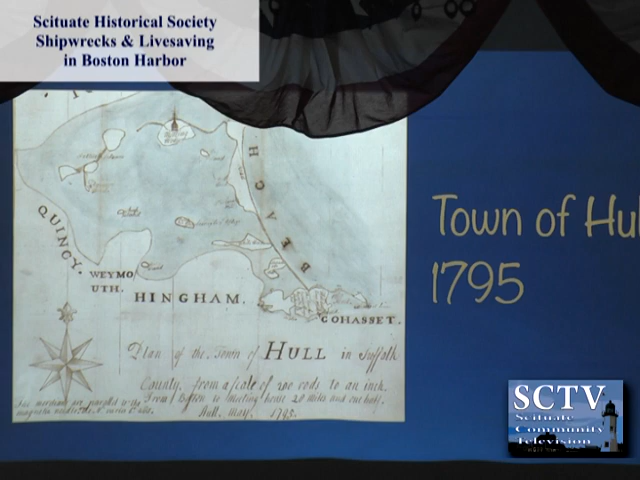 Scituate Historical Society
Shipwrecks & Livesaving
in Boston Harbor
BEACH
QUINCY.
WEYMO
UTH.
HINGHAM.
COHASSET.
Plan of the Town of HULL in Suffolk
County, from a scale of 200 rods to an inch.
From Boston to meeting house 20 miles and one half.
Hull, May, 1795.
Town of Hul
1795
SCTV
Scituate
Community
Television